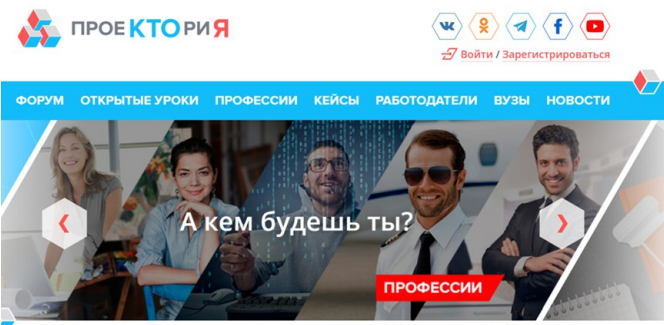 ПРОЕКТОРИЯ
Войти / Зарегистрироваться
ФОРУМ ОТКРЫТЫЕ УРОКИ ПРОФЕССИИ КЕЙСЫ РАБОТОДАТЕЛИ ВУЗЫ НОВОСТИ
А кем будешь ты?
ПРОФЕССИИ